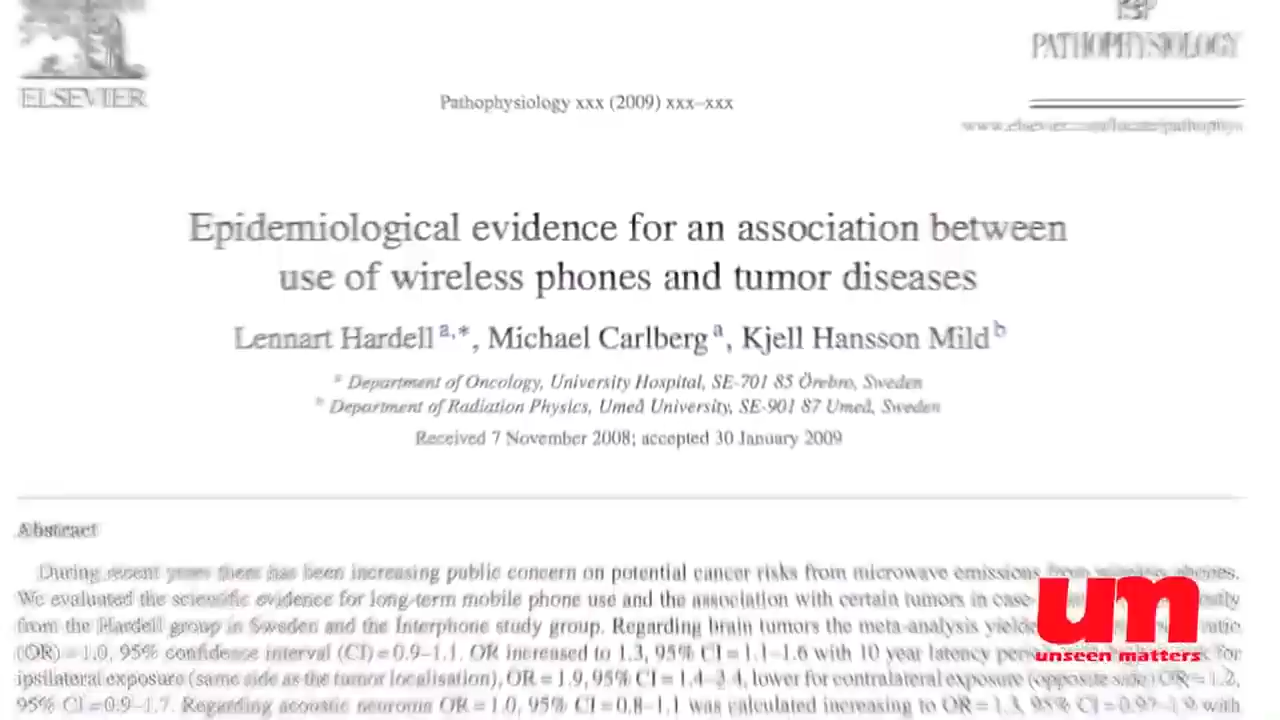 ELSEVIER
PATHOPHYSIOLOGY
Pathophysiology xxx (2009) xxx–xxx
Epidemiological evidence for an association between
use of wireless phones and tumor diseases
Lennart Hardell a,*, Michael Carlberg a, Kjell Hansson Mild b
a Department of Oncology, University Hospital, SE-701 85 Örebro, Sweden
b Department of Radiation Physics, Umeå University, SE-901 87 Umeå, Sweden
Received 7 November 2008; accepted 30 January 2009
Abstract
During recent years there has been increasing public concern on potential cancer risks from microwave emissions from wireless phones.
We evaluated the scientific evidence for long-term mobile phone use and the association with certain tumors in case-
from the Hardell group in Sweden and the Interphone study group. Regarding brain tumors the meta-analysis
(OR) = 1.0, 95% confidence interval (CI) = 0.9–1.1. OR increased to 1.3, 95% CI = 1.1–1.6 with 10 year latency for
ipsilateral exposure (same side as the tumor localisation), OR = 1.9, 95% CI = 1.4–2.4, lower for contralateral exposure (opposite side) OR = 1.2,
95% CI = 0.9–1.7. Regarding acoustic neuroma OR = 1.0, 95% CI = 0.8–1.1 was calculated increasing to OR = 1.3, 95% CI = 0.97–1.9 with
um
unseen matters